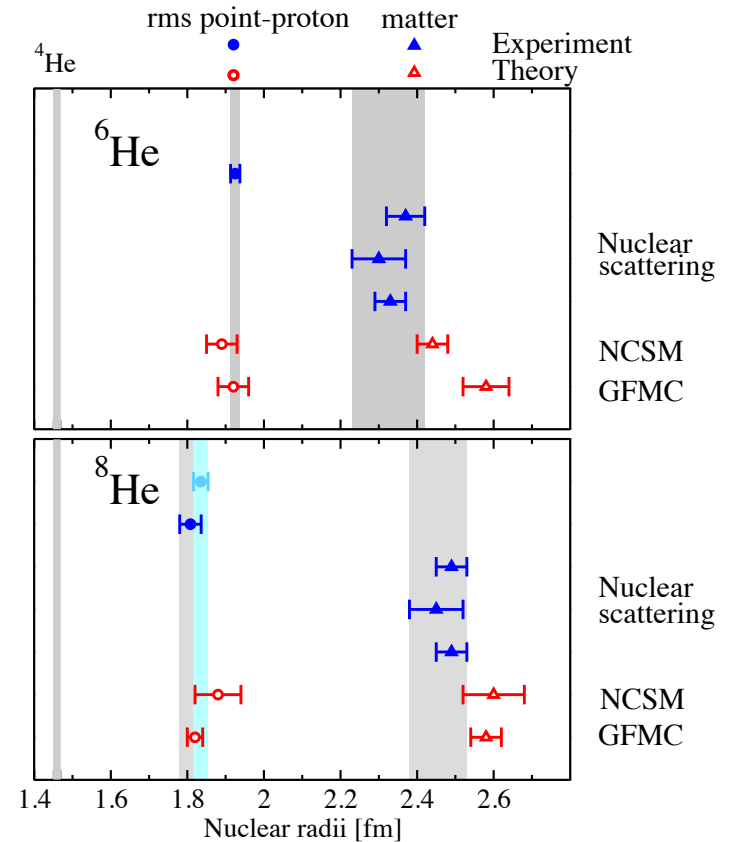 rms point-proton matter
Experiment
⁴He Theory
⁶He
Nuclear
scattering
NCSM
GFMC
⁸He
Nuclear
scattering
NCSM
GFMC
1.4 1.6 1.8 2 2.2 2.4 2.6
Nuclear radii [fm]